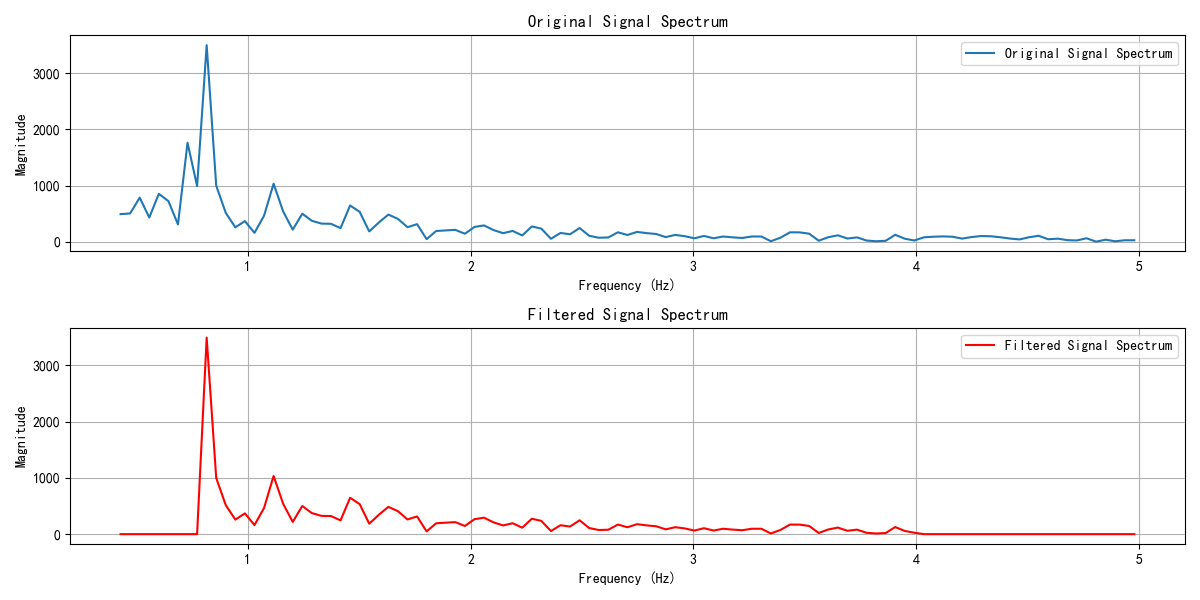 Original Signal Spectrum
Original Signal Spectrum
3000
2000
1000
0
Magnitude
1 2 3 4 5
Frequency (Hz)
Filtered Signal Spectrum
Filtered Signal Spectrum
3000
2000
1000
0
Magnitude
1 2 3 4 5
Frequency (Hz)